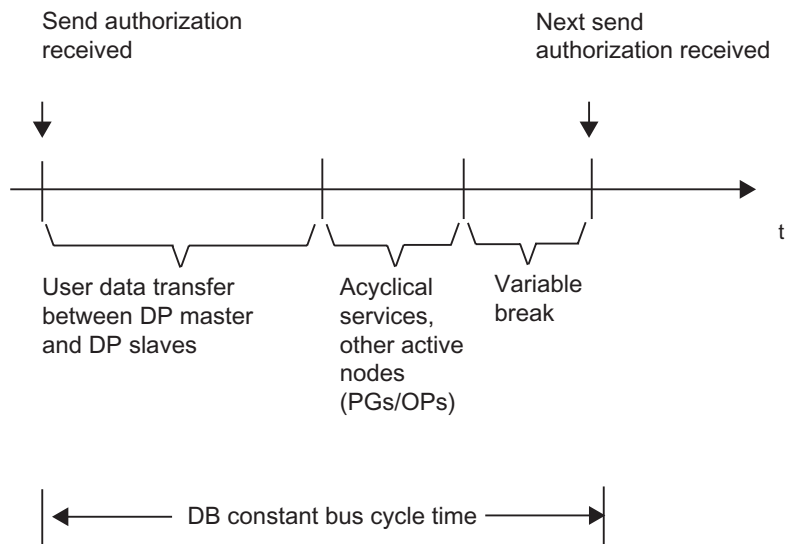 Send authorization
received
Next send
authorization received
t
User data transfer
between DP master
and DP slaves
Acyclical
services,
other active
nodes
(PGs/OPs)
Variable
break
DB constant bus cycle time